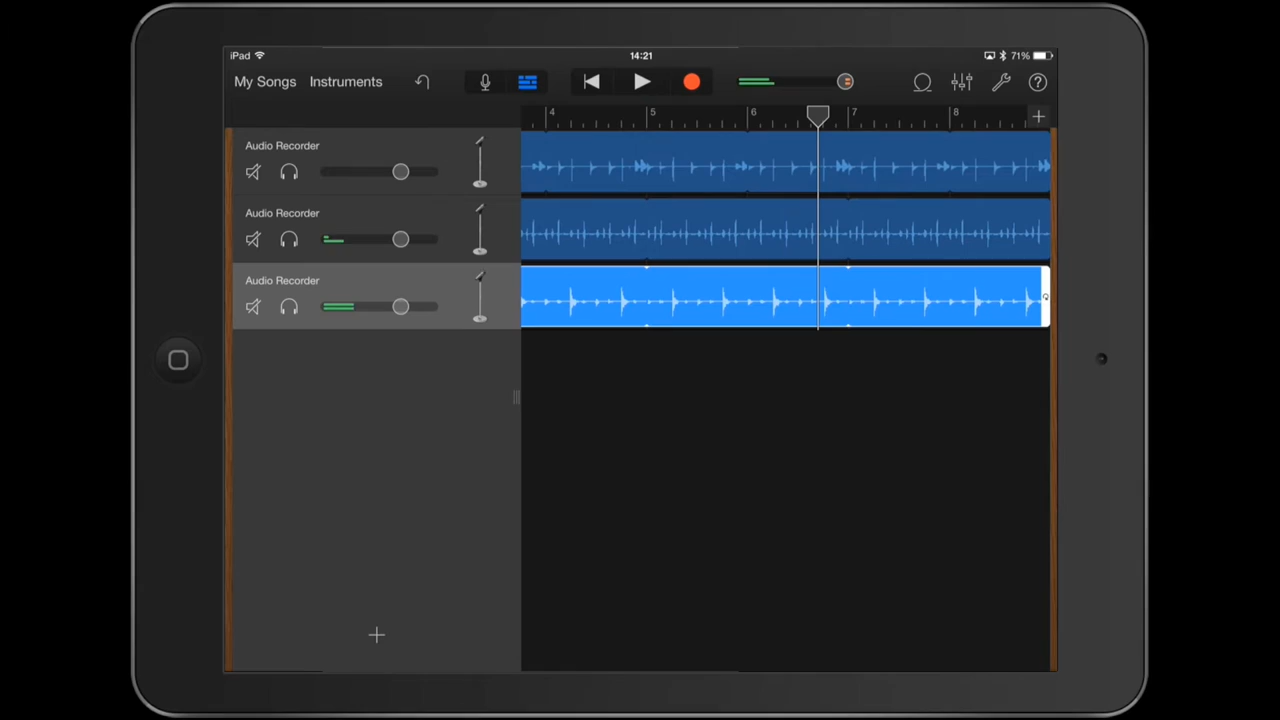 iPad 14:21 71%
My Songs Instruments ?
4 5 6 7 8
Audio Recorder
Audio Recorder
Audio Recorder